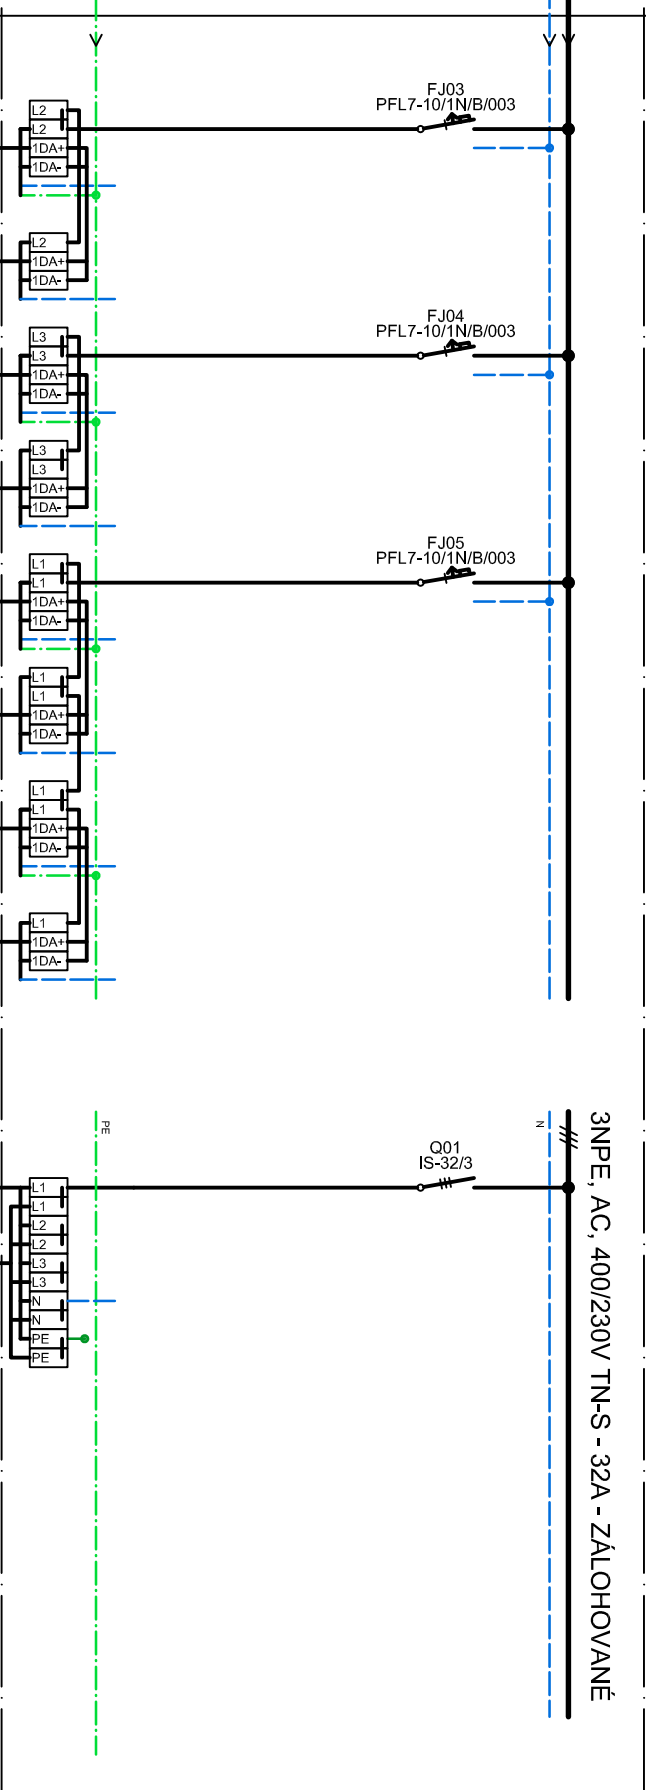 FJ03
PFL7-10/1N/B/003
L2
L2
1DA+
1DA-
L2
1DA+
1DA-
FJ04
PFL7-10/1N/B/003
L3
L3
1DA+
1DA-
L3
L3
1DA+
1DA-
FJ05
PFL7-10/1N/B/003
L1
L1
1DA+
1DA-
L1
L1
1DA+
1DA-
L1
L1
1DA+
1DA-
L1
1DA+
1DA-
PE
N
3NPE, AC, 400/230V TN-S - 32A - ZÁLOHOVANÉ
Q01
IS-32/3
L1
L1
L2
L2
L3
L3
N
N
PE
PE